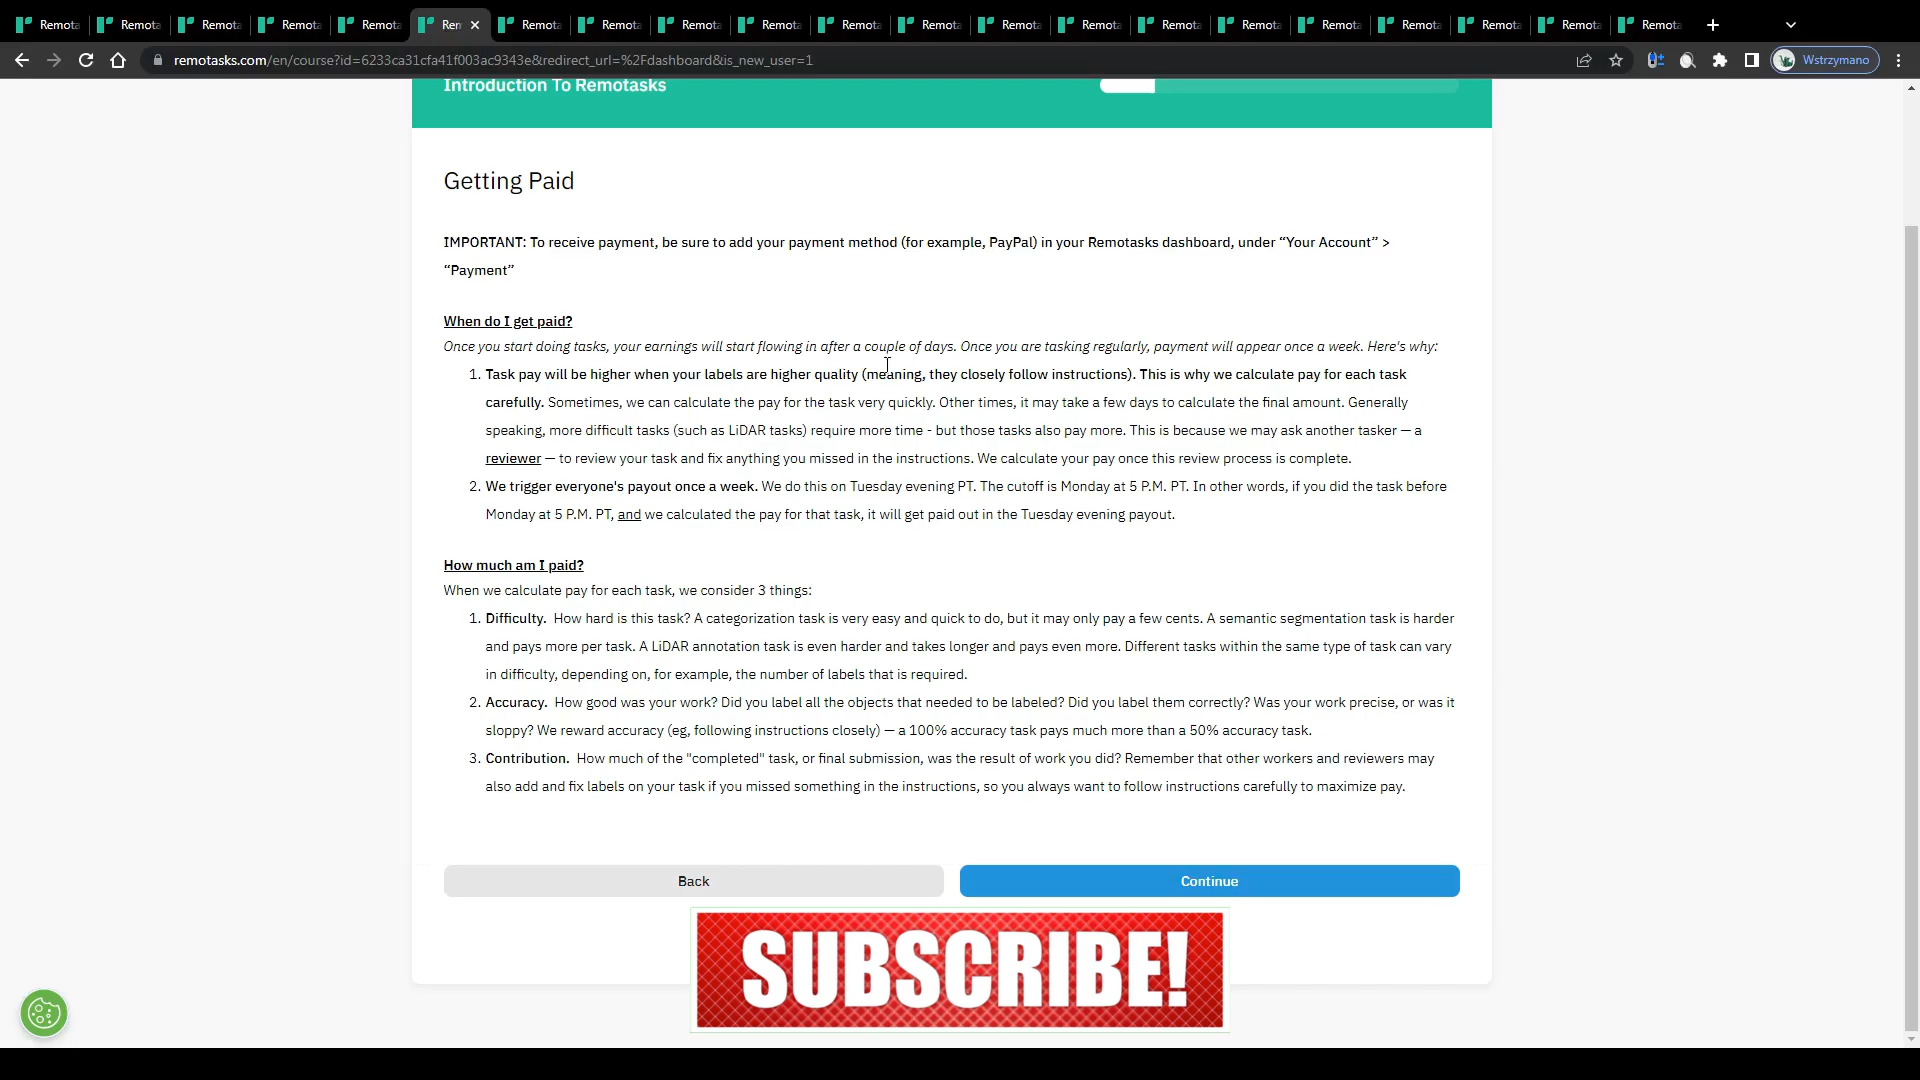 Remota Remota Remota Remota Remota Rem Remota Remota Remota Remota Remota Remota Remota Remota Remota Remota Remota Remota Remota Remota Remota
remotasks.com/en/course?id=6233ca31cfa41f003ac9343e&redirect_url=%2Fdashboard&is_new_user=1
Wstrzymano
Introduction To Remotasks
Getting Paid
IMPORTANT: To receive payment, be sure to add your payment method (for example, PayPal) in your Remotasks dashboard, under “Your Account” >
“Payment”
When do I get paid?
Once you start doing tasks, your earnings will start flowing in after a couple of days. Once you are tasking regularly, payment will appear once a week. Here's why:
1. Task pay will be higher when your labels are higher quality (meaning, they closely follow instructions). This is why we calculate pay for each task
carefully. Sometimes, we can calculate the pay for the task very quickly. Other times, it may take a few days to calculate the final amount. Generally
speaking, more difficult tasks (such as LiDAR tasks) require more time - but those tasks also pay more. This is because we may ask another tasker — a
reviewer — to review your task and fix anything you missed in the instructions. We calculate your pay once this review process is complete.
2. We trigger everyone's payout once a week. We do this on Tuesday evening PT. The cutoff is Monday at 5 P.M. PT. In other words, if you did the task before
Monday at 5 P.M. PT, and we calculated the pay for that task, it will get paid out in the Tuesday evening payout.
How much am I paid?
When we calculate pay for each task, we consider 3 things:
1. Difficulty. How hard is this task? A categorization task is very easy and quick to do, but it may only pay a few cents. A semantic segmentation task is harder
and pays more per task. A LiDAR annotation task is even harder and takes longer and pays even more. Different tasks within the same type of task can vary
in difficulty, depending on, for example, the number of labels that is required.
2. Accuracy. How good was your work? Did you label all the objects that needed to be labeled? Did you label them correctly? Was your work precise, or was it
sloppy? We reward accuracy (eg, following instructions closely) — a 100% accuracy task pays much more than a 50% accuracy task.
3. Contribution. How much of the "completed" task, or final submission, was the result of work you did? Remember that other workers and reviewers may
also add and fix labels on your task if you missed something in the instructions, so you always want to follow instructions carefully to maximize pay.
Back
Continue
SUBSCRIBE!